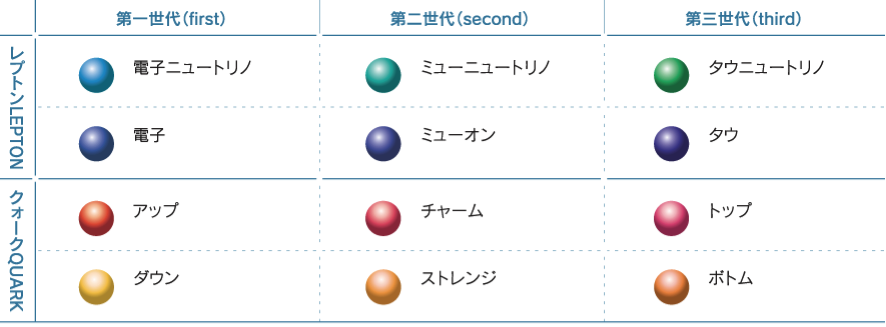 第一世代（first）
第二世代（second）
第三世代（third）
レプトンLEPTON
電子ニュートリノ
ミューニュートリノ
タウニュートリノ
電子
ミューオン
タウ
クォークQUARK
アップ
チャーム
トップ
ダウン
ストレンジ
ボトム